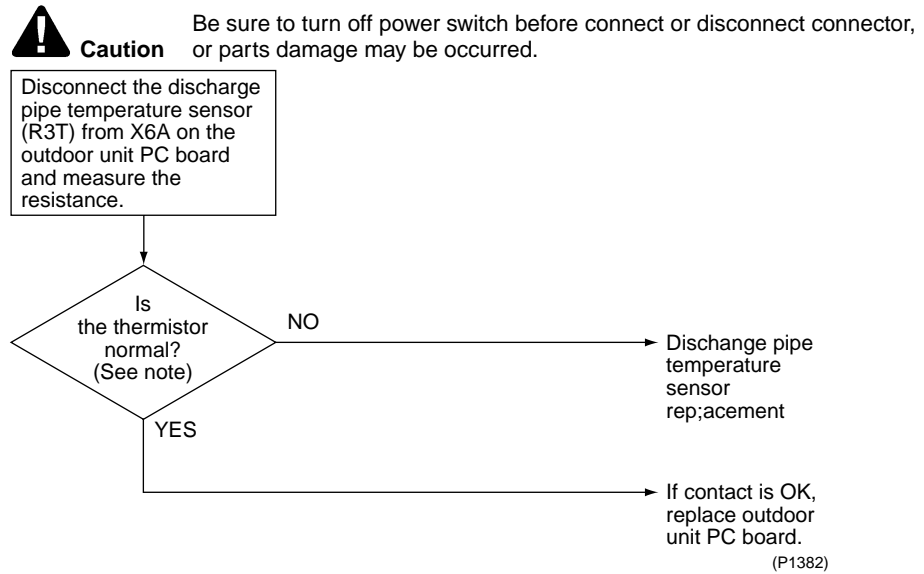 Be sure to turn off power switch before connect or disconnect connector,
Caution or parts damage may be occurred.
Disconnect the discharge
pipe temperature sensor
(R3T) from X6A on the
outdoor unit PC board
and measure the
resistance.
Is
the thermistor
normal?
(See note)
NO
Dischange pipe
temperature
sensor
rep;acement
YES
If contact is OK,
replace outdoor
unit PC board.
(P1382)